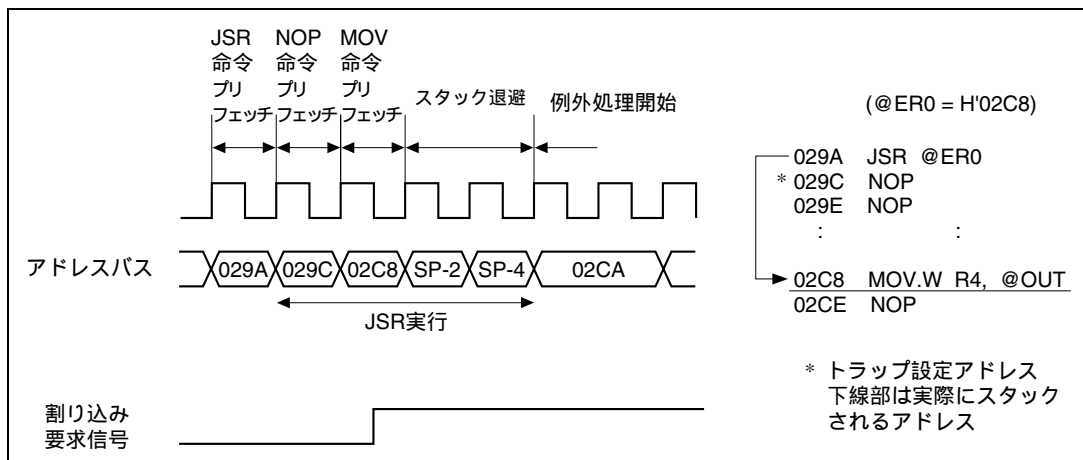 JSR
命令
プリ
フェッチ
NOP
命令
プリ
フェッチ
MOV
命令
プリ
フェッチ
スタック退避
例外処理開始
アドレスバス
029A
029C
02C8
SP-2
SP-4
02CA
JSR実行
割り込み
要求信号
(@ER0 = H'02C8)
029A JSR @ER0
* 029C NOP
029E NOP
: :
02C8 MOV.W R4, @OUT
02CE NOP
* トラップ設定アドレス
下線部は実際にスタック
されるアドレス